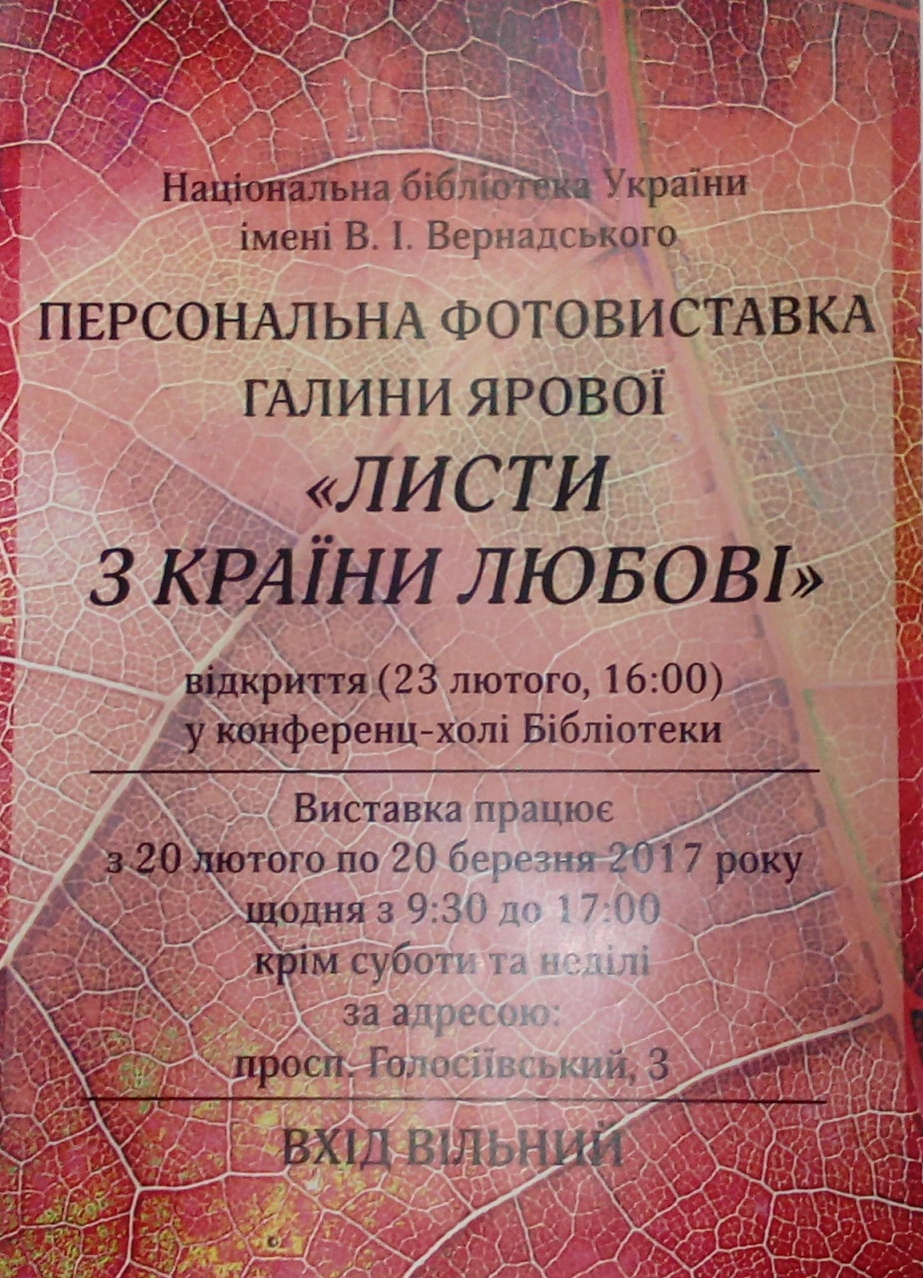 Національна бібліотека України
імені В. І. Вернадського
ПЕРСОНАЛЬНА ФОТОВИСТАВКА
ГАЛИНИ ЯРОВОЇ
«ЛИСТИ
З КРАЇНИ ЛЮБОВІ»
відкриття (23 лютого, 16:00)
у конференц-холі Бібліотеки
Виставка працює
з 20 лютого по 20 березня 2017 року
щодня з 9:30 до 17:00
крім суботи та неділі
за адресою:
просп. Голосіївський, 3
ВХІД ВІЛЬНИЙ